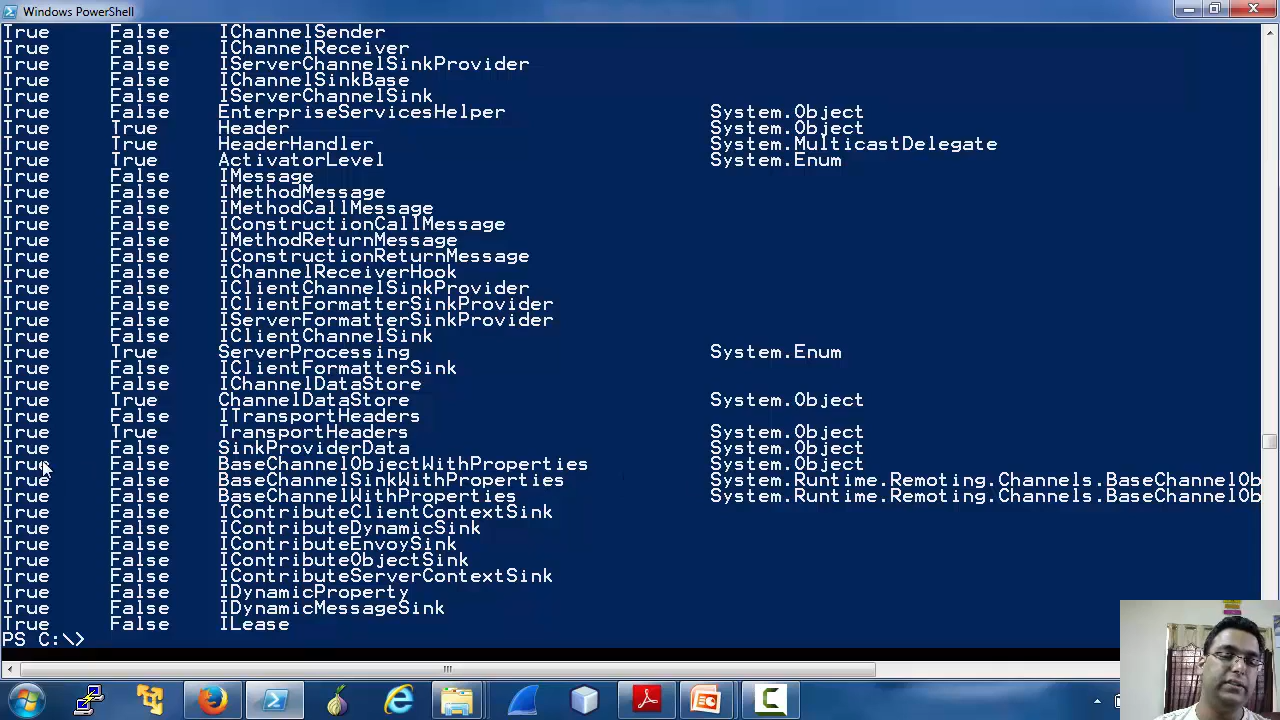 Windows PowerShell
True False IChannelSender
True False IChannelReceiver
True False IServerChannelSinkProvider
True False IChannelSinkBase
True False IServerChannelSink
True False EnterpriseServicesHelper System.Object
True True Header System.Object
True True HeaderHandler System.MulticastDelegate
True True ActivatorLevel System.Enum
True False IMessage
True False IMethodMessage
True False IMethodCallMessage
True False IConstructionCallMessage
True False IMethodReturnMessage
True False IConstructionReturnMessage
True False IChannelReceiverHook
True False IClientChannelSinkProvider
True False IClientFormatterSinkProvider
True False IServerFormatterSinkProvider
True False IClientChannelSink
True True ServerProcessing System.Enum
True False IClientFormatterSink
True False IChannelDataStore
True True ChannelDataStore System.Object
True False ITransportHeaders
True True TransportHeaders System.Object
True False SinkProviderData System.Object
True False BaseChannelObjectWithProperties System.Object
True False BaseChannelSinkWithProperties System.Runtime.Remoting.Channels.BaseChannelOb
True False BaseChannelWithProperties System.Runtime.Remoting.Channels.BaseChannelOb
True False IContributeClientContextSink
True False IContributeDynamicSink
True False IContributeEnvoySink
True False IContributeObjectSink
True False IContributeServerContextSink
True False IDynamicProperty
True False IDynamicMessageSink
True False ILease
PS C:\>